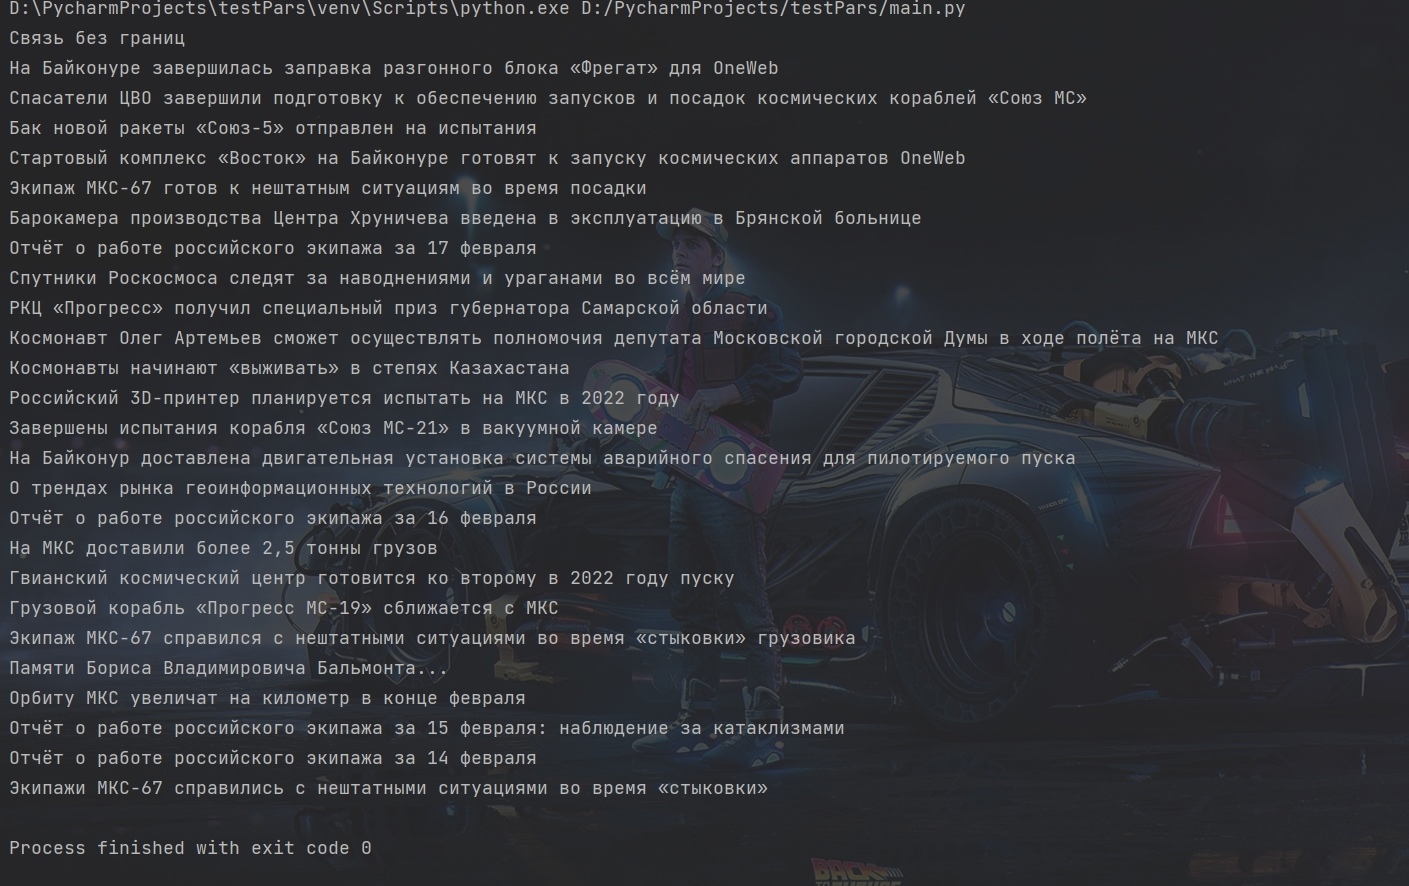 D:\PycharmProjects\testPars\venv\Scripts\python.exe D:/PycharmProjects/testPars/main.py
Связь без границ
На Байконуре завершилась заправка разгонного блока «Фрегат» для OneWeb
Спасатели ЦВО завершили подготовку к обеспечению запусков и посадок космических кораблей «Союз МС»
Бак новой ракеты «Союз-5» отправлен на испытания
Стартовый комплекс «Восток» на Байконуре готовят к запуску космических аппаратов OneWeb
Экипаж МКС-67 готов к нештатным ситуациям во время посадки
Барокамера производства Центра Хруничева введена в эксплуатацию в Брянской больнице
Отчёт о работе российского экипажа за 17 февраля
Спутники Роскосмоса следят за наводнениями и ураганами во всём мире
РКЦ «Прогресс» получил специальный приз губернатора Самарской области
Космонавт Олег Артемьев сможет осуществлять полномочия депутата Московской городской Думы в ходе полёта на МКС
Космонавты начинают «выживать» в степях Казахстана
Российский 3D-принтер планируется испытать на МКС в 2022 году
Завершены испытания корабля «Союз МС-21» в вакуумной камере
На Байконур доставлена двигательная установка системы аварийного спасения для пилотируемого пуска
О трендах рынка геоинформационных технологий в России
Отчёт о работе российского экипажа за 16 февраля
На МКС доставили более 2,5 тонны грузов
Гвианский космический центр готовится ко второму в 2022 году пуску
Грузовой корабль «Прогресс МС-19» сближается с МКС
Экипаж МКС-67 справился с нештатными ситуациями во время «стыковки» грузовика
Памяти Бориса Владимировича Бальмонта...
Орбиту МКС увеличат на километр в конце февраля
Отчёт о работе российского экипажа за 15 февраля: наблюдение за катаклизмами
Отчёт о работе российского экипажа за 14 февраля
Экипажи МКС-67 справились с нештатными ситуациями во время «стыковки»
Process finished with exit code 0
BACK